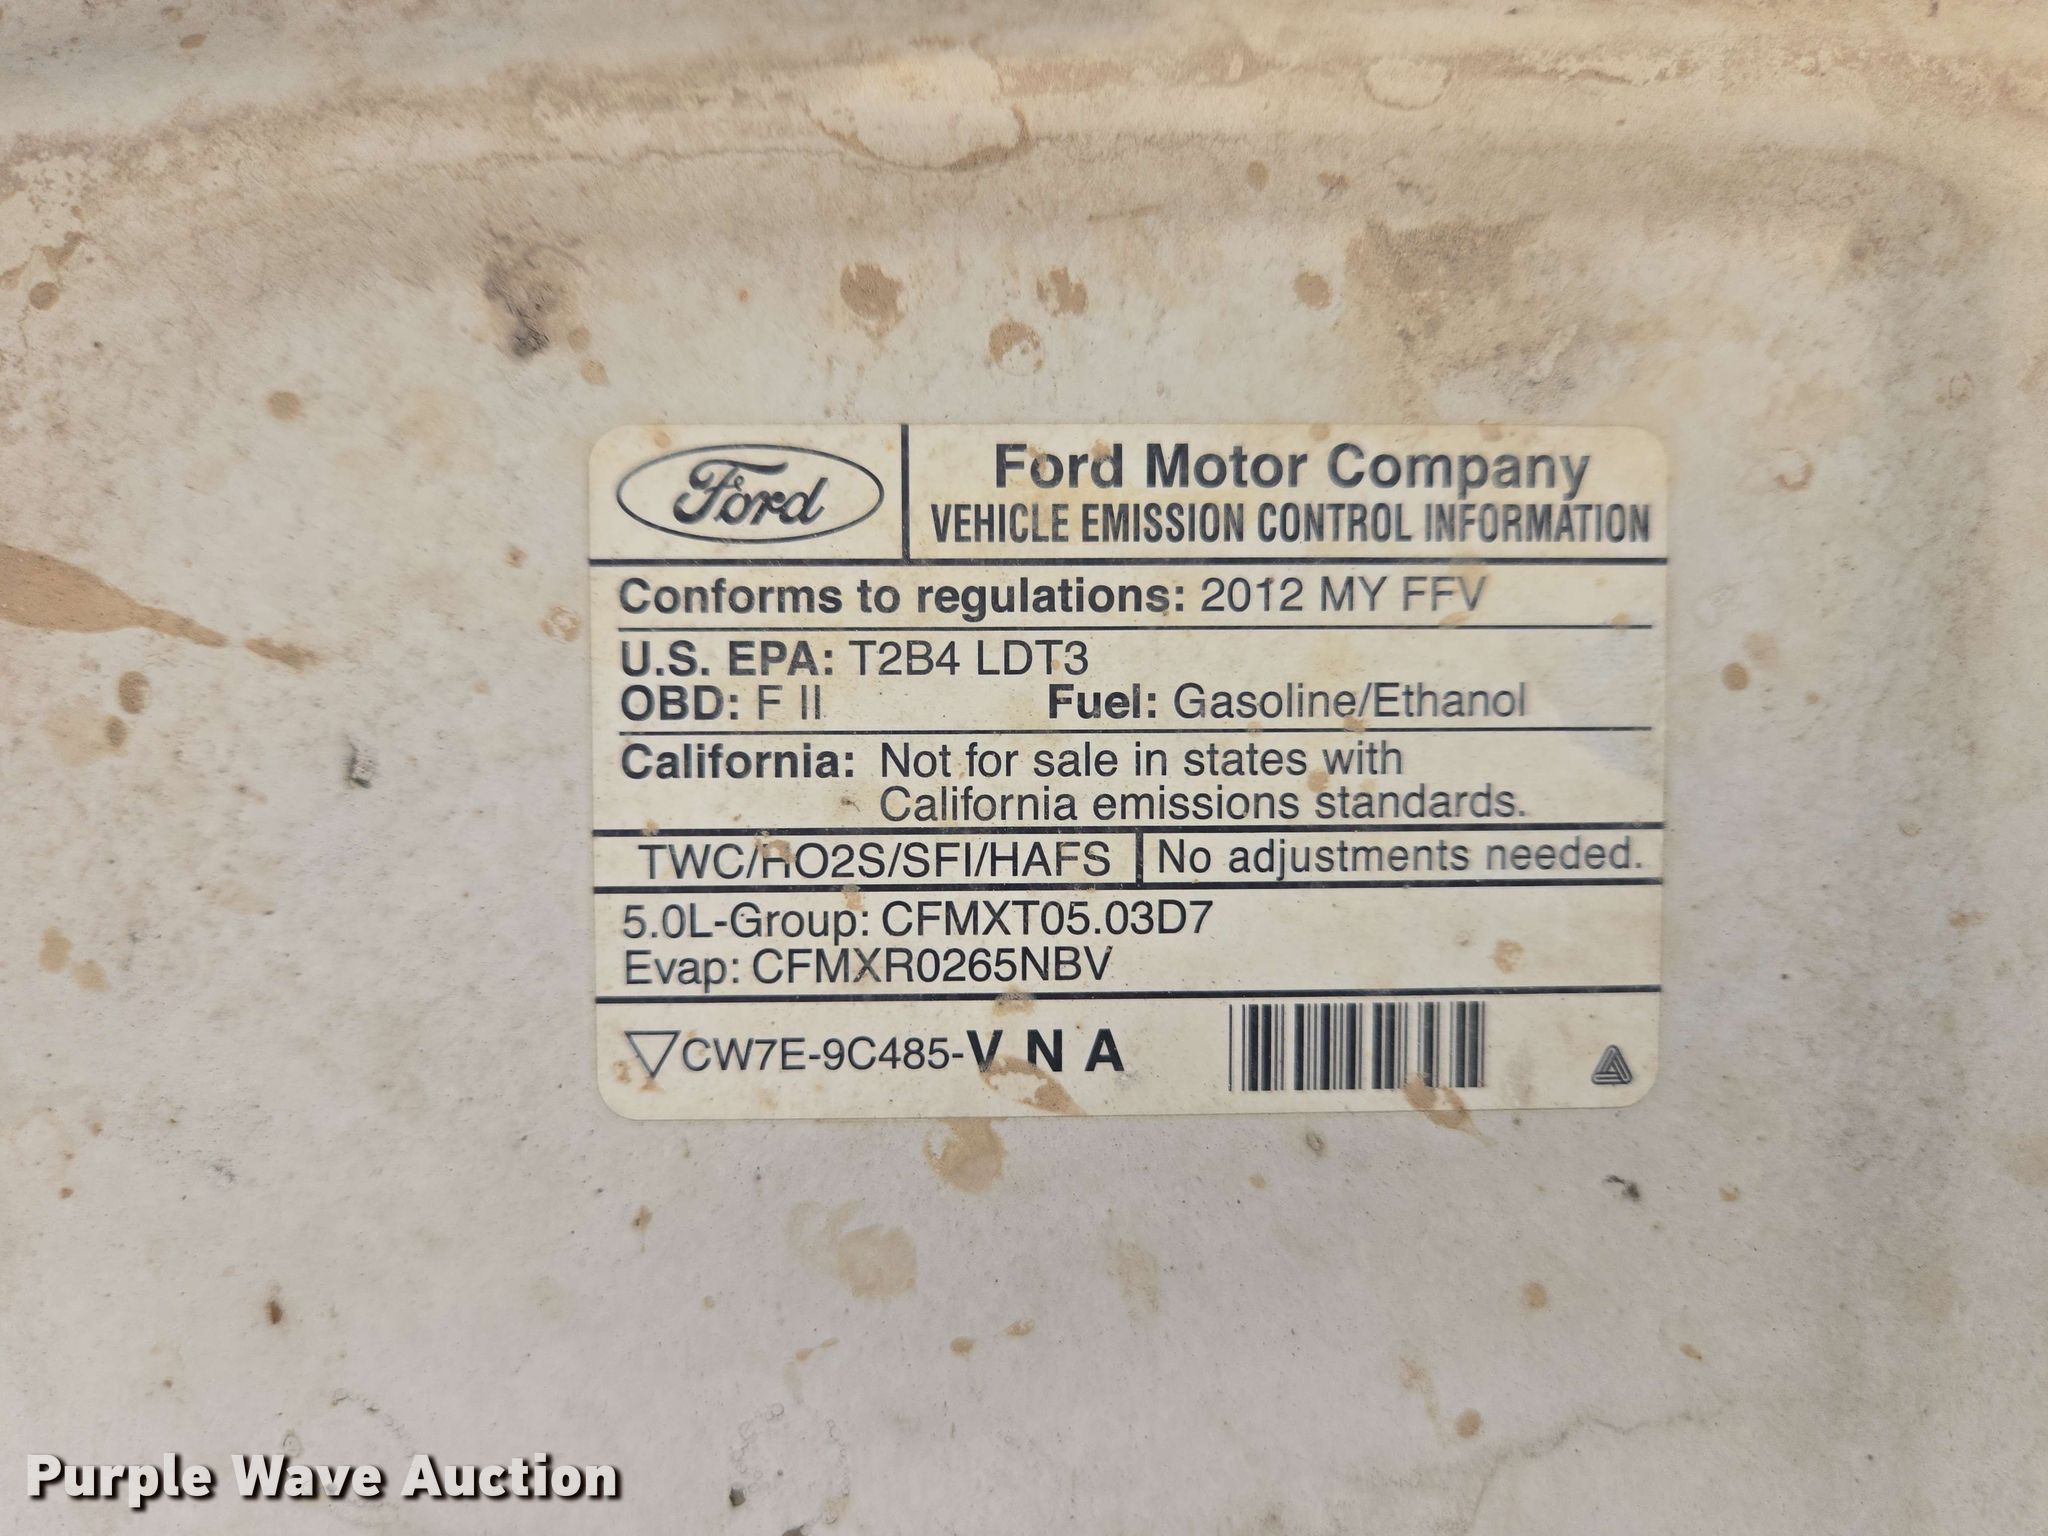 Ford
Ford Motor Company
VEHICLE EMISSION CONTROL INFORMATION
Conforms to regulations: 2012 MY FFV
U.S. EPA: T2B4 LDT3
OBD: F II Fuel: Gasoline/Ethanol
California: Not for sale in states with
California emissions standards.
TWC/HO2S/SFI/HAFS No adjustments needed.
5.0L-Group: CFMXT05.03D7
Evap: CFMXR0265NBV
CW7E-9C485-V N A
Purple Wave Auction